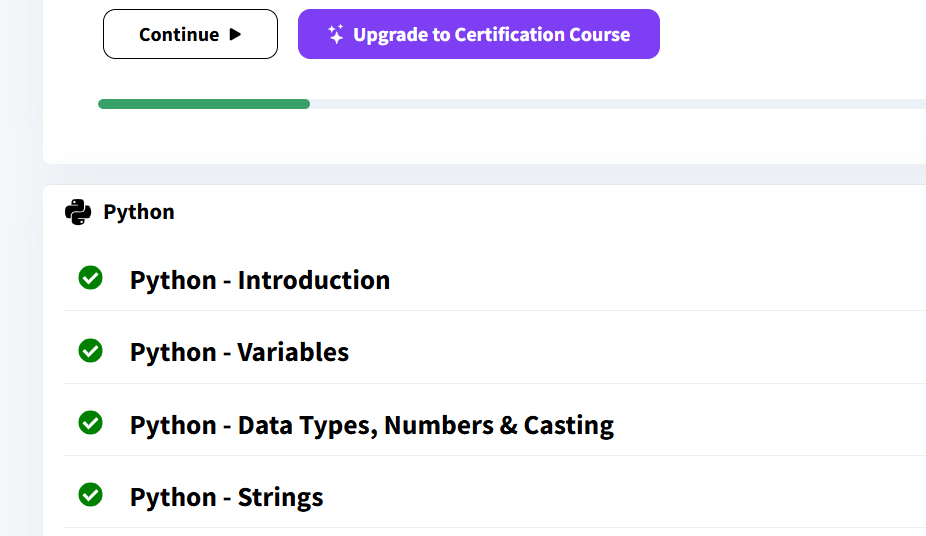 Continue
Upgrade to Certification Course
Python
Python - Introduction
Python - Variables
Python - Data Types, Numbers & Casting
Python - Strings